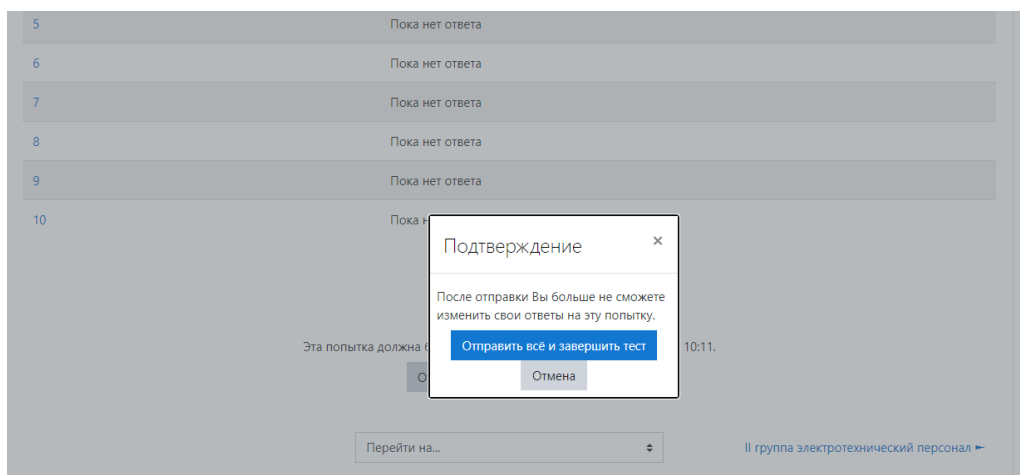 5 Пока нет ответа
6 Пока нет ответа
7 Пока нет ответа
8 Пока нет ответа
9 Пока нет ответа
10 Пока
Подтверждение ×
После отправки Вы больше не сможете
изменить свои ответы на эту попытку.
Эта попытка должна 10:11.
Отправить всё и завершить тест
Отмена
Перейти на...
II группа электротехнический персонал ►